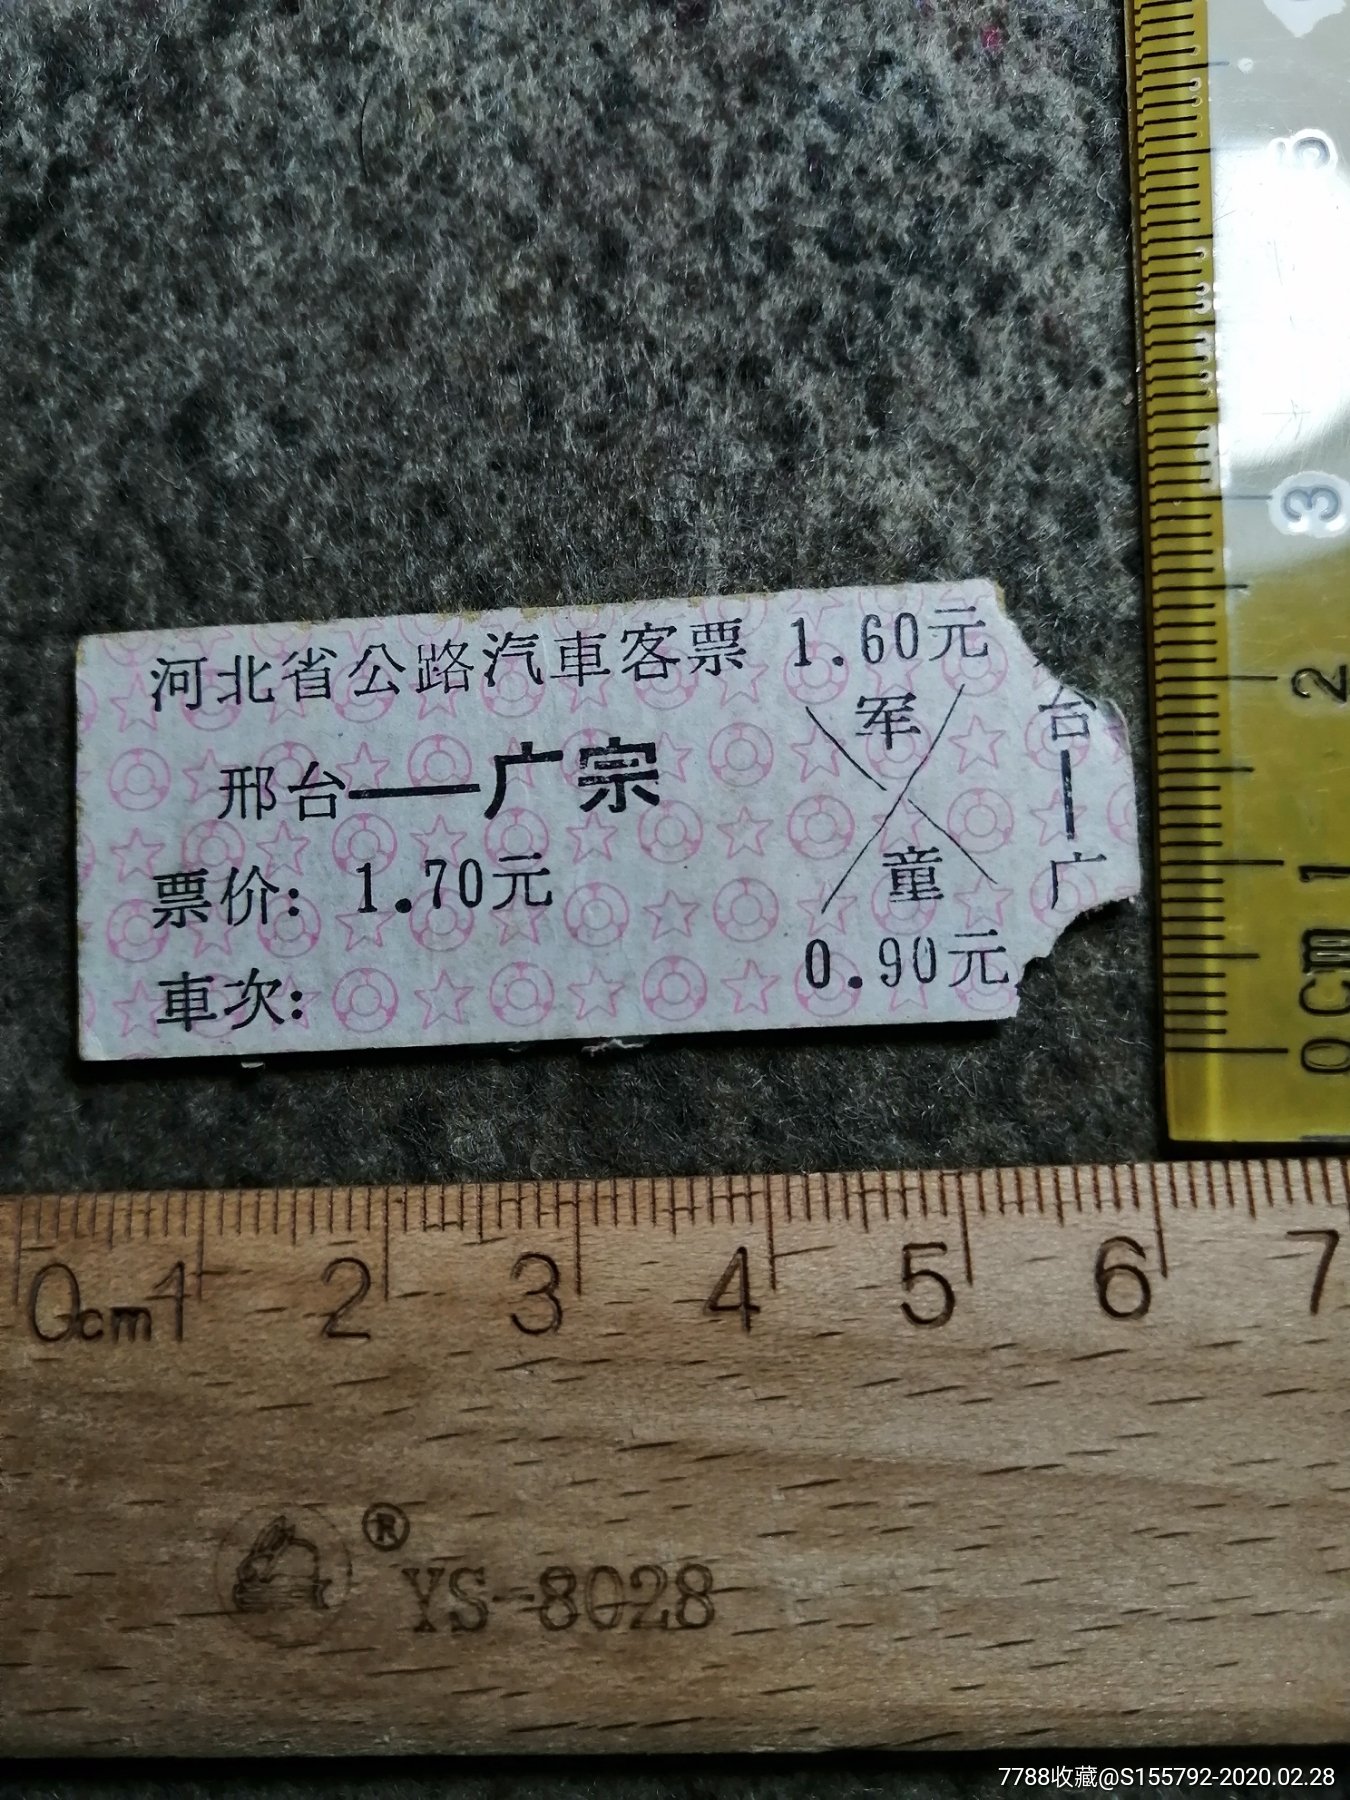 河北省公路汽車客票
邢台——广宗
票价: 1.70元
車次:
1.60元
军
童
0.90元
台—广
5
3
2
1
0cm
0cm 1 2 3 4 5 6 7
® YS-8028
7788收藏@S155792-2020.02.28